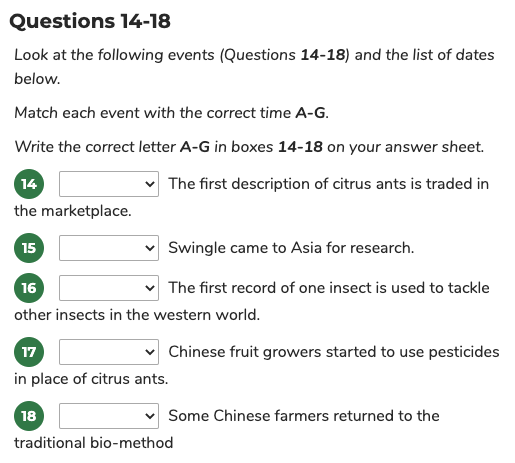 Questions 14-18
Look at the following events (Questions 14-18) and the list of dates
below.
Match each event with the correct time A-G.
Write the correct letter A-G in boxes 14-18 on your answer sheet.
14 The first description of citrus ants is traded in
the marketplace.
15 Swingle came to Asia for research.
16 The first record of one insect is used to tackle
other insects in the western world.
17 Chinese fruit growers started to use pesticides
in place of citrus ants.
18 Some Chinese farmers returned to the
traditional bio-method